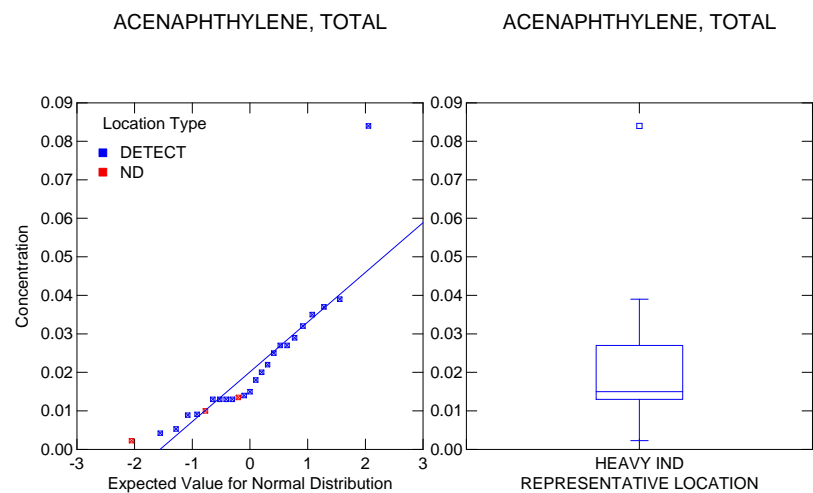 ACENAPHTHYLENE, TOTAL
Concentration
0.09
0.08
0.07
0.06
0.05
0.04
0.03
0.02
0.01
0.00
Location Type
DETECT
ND
-3 -2 -1 0 1 2 3
Expected Value for Normal Distribution
ACENAPHTHYLENE, TOTAL
0.09
0.08
0.07
0.06
0.05
0.04
0.03
0.02
0.01
0.00
HEAVY IND
REPRESENTATIVE LOCATION